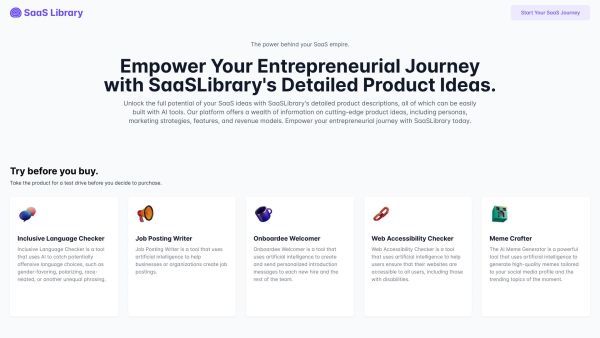 SaaS Library
Start Your SaaS Journey
The power behind your SaaS empire.
Empower Your Entrepreneurial Journey
with SaaSLibrary's Detailed Product Ideas.
Unlock the full potential of your SaaS ideas with SaaSLibrary's detailed product descriptions, all of which can be easily
built with AI tools. Our platform offers a wealth of information on cutting-edge product ideas, including personas,
marketing strategies, features, and revenue models. Empower your entrepreneurial journey with SaaSLibrary today.
Try before you buy.
Take the product for a test drive before you decide to purchase.
Inclusive Language Checker
Inclusive Language Checker is a tool
that uses AI to catch potentially
offensive language choices, such as
gender-favoring, polarizing, race-
related, or another unequal phrasing.
Job Posting Writer
Job Posting Writer is a tool that uses
artificial intelligence to help
businesses or organizations create job
postings.
Onboardee Welcomer
Onboardee Welcomer is a tool that
uses artificial intelligence to create
and send personalized introduction
messages to each new hire and the
rest of the team.
Web Accessibility Checker
Web Accessibility Checker is a tool
that uses artificial intelligence to help
users ensure that their websites are
accessible to all users, including those
with disabilities.
Meme Crafter
The AI Meme Generator is a powerful
tool that uses artificial intelligence to
generate high-quality memes tailored
to your social media profile and the
trending topics of the moment.